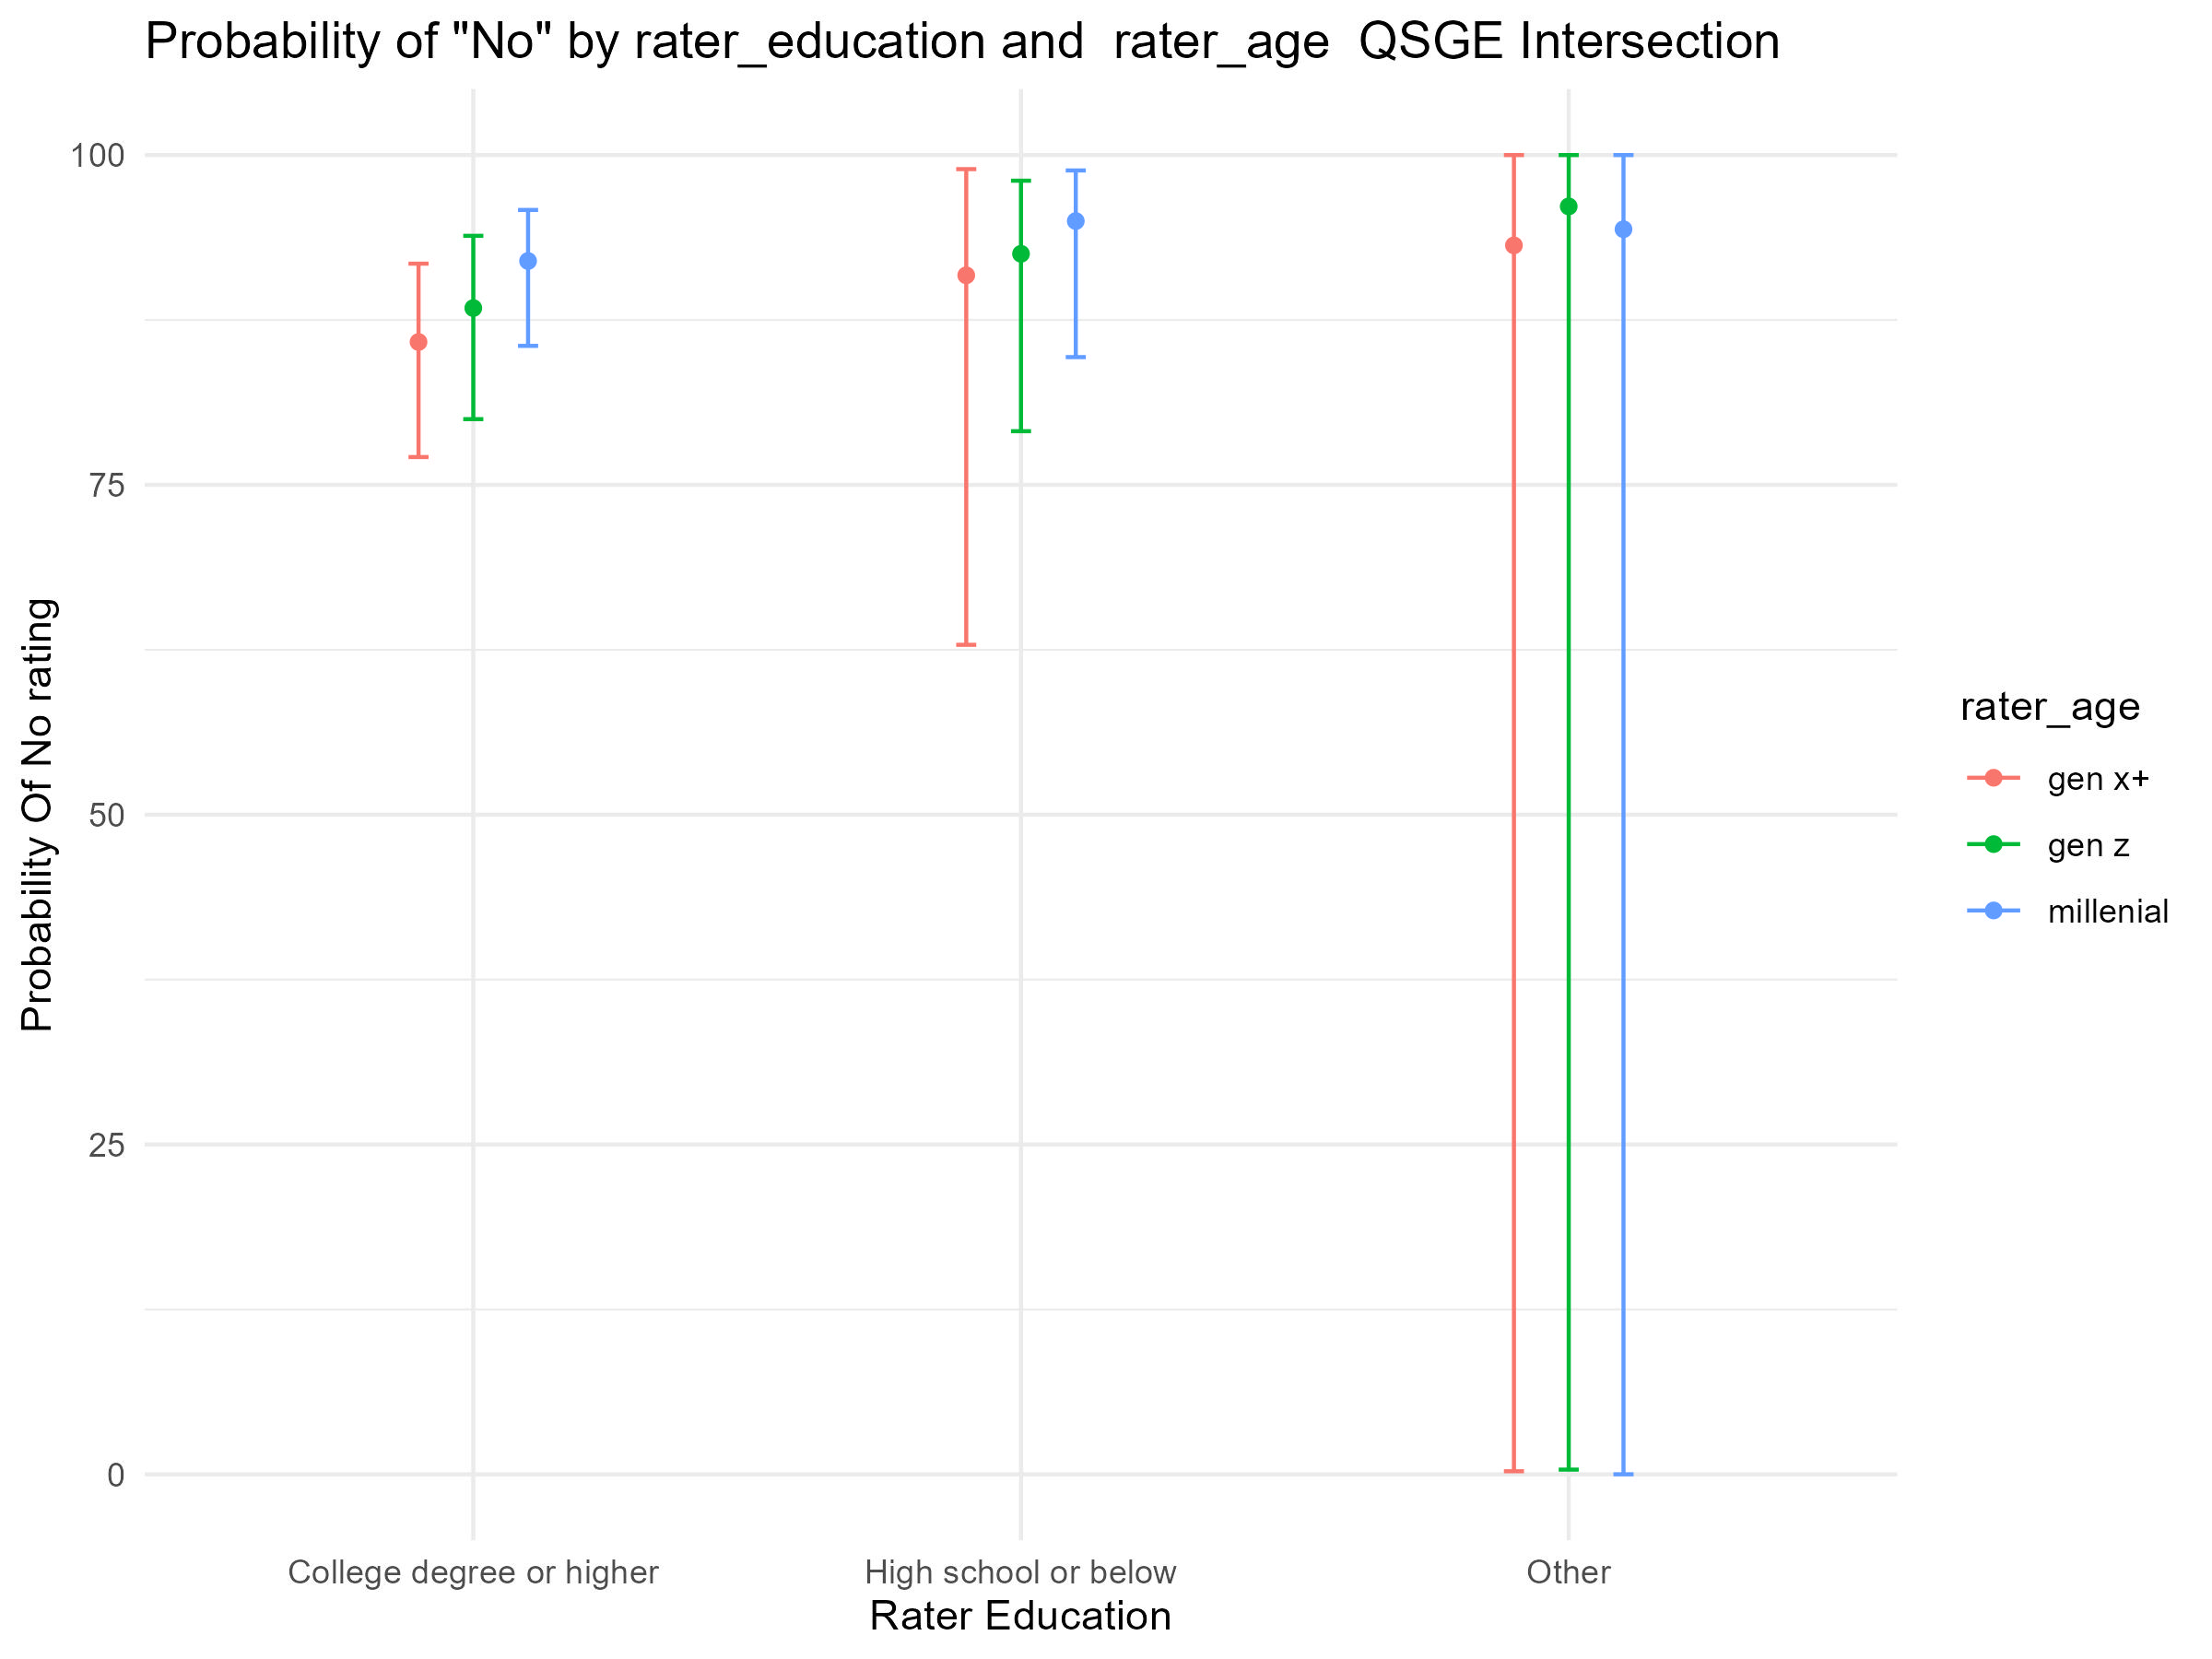 Probability of "No" by rater_education and  rater_age  QSGE Intersection
100
75
50
25
0
Probability Of No rating
College degree or higher
High school or below
Other
Rater Education
rater_age
gen x+
gen z
millenial